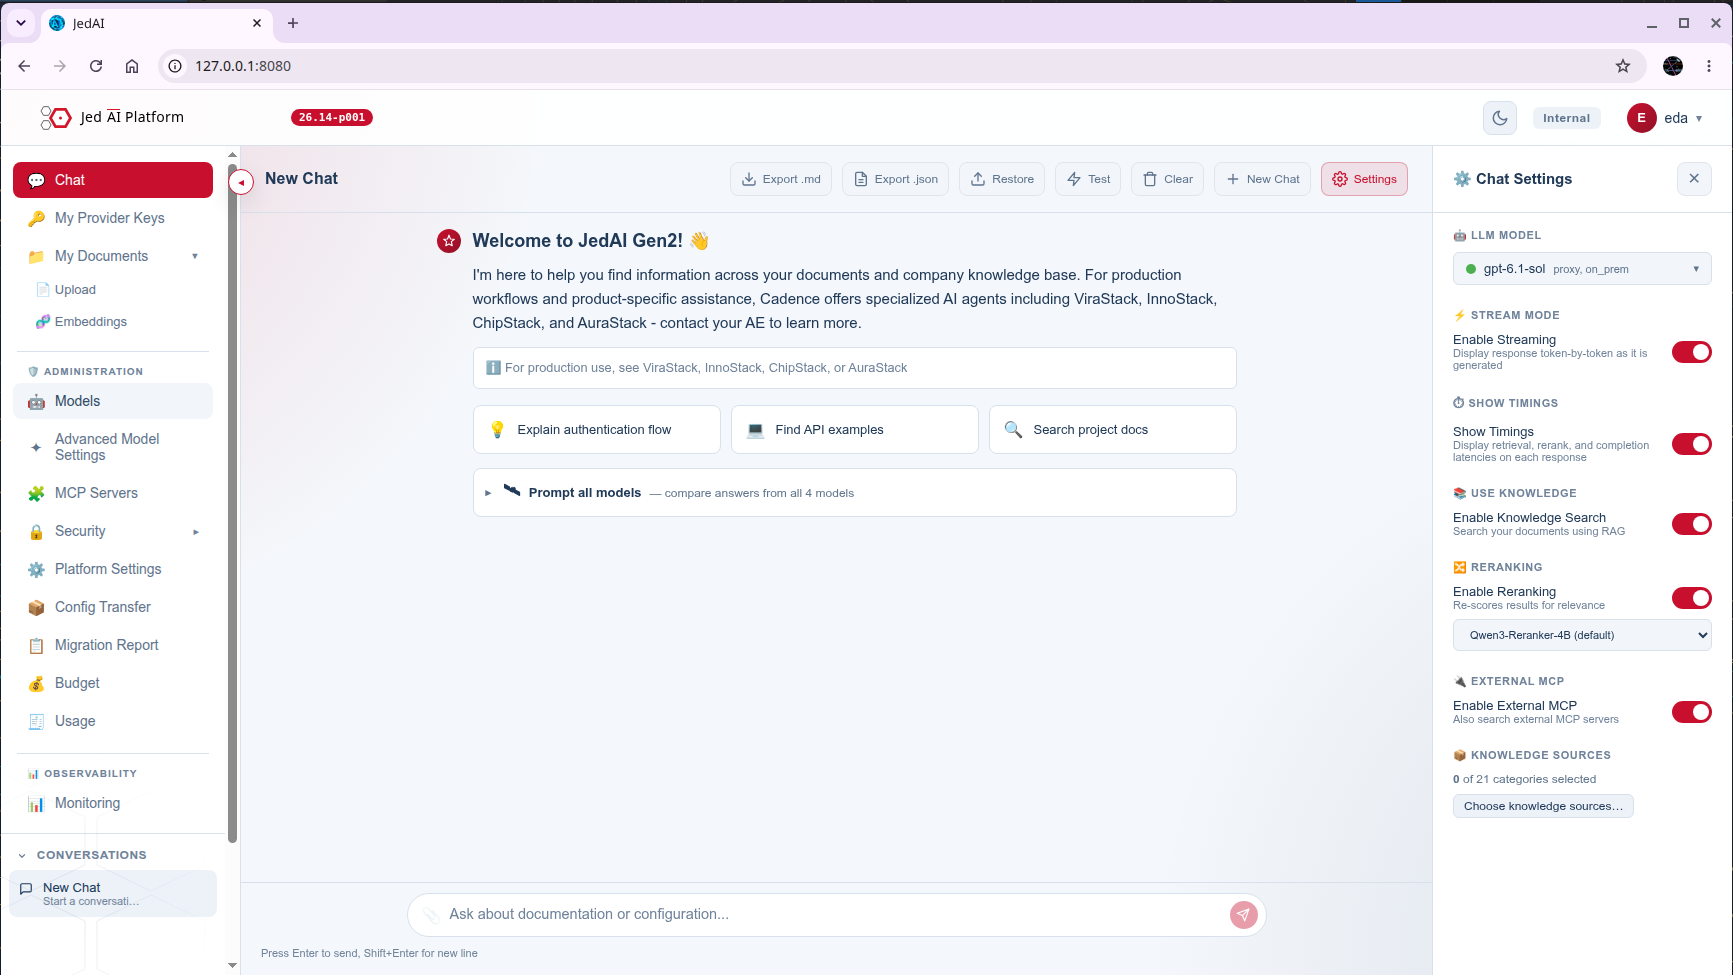 JedAI
127.0.0.1:8080
Jed AI Platform
26.14-p001
Internal
E
eda
Chat
My Provider Keys
My Documents
Upload
Embeddings
ADMINISTRATION
Models
Advanced Model
Settings
MCP Servers
Security
Platform Settings
Config Transfer
Migration Report
Budget
Usage
OBSERVABILITY
Monitoring
CONVERSATIONS
New Chat
Start a conversati...
New Chat
Export .md
Export .json
Restore
Test
Clear
New Chat
Settings
Welcome to JedAI Gen2! 👋
I'm here to help you find information across your documents and company knowledge base. For production
workflows and product-specific assistance, Cadence offers specialized AI agents including ViraStack, InnoStack,
ChipStack, and AuraStack - contact your AE to learn more.
ℹ️ For production use, see ViraStack, InnoStack, ChipStack, or AuraStack
Explain authentication flow
Find API examples
Search project docs
Prompt all models — compare answers from all 4 models
Ask about documentation or configuration...
Press Enter to send, Shift+Enter for new line
Chat Settings
LLM MODEL
gpt-6.1-sol proxy, on_prem
STREAM MODE
Enable Streaming
Display response token-by-token as it is
generated
SHOW TIMINGS
Show Timings
Display retrieval, rerank, and completion
latencies on each response
USE KNOWLEDGE
Enable Knowledge Search
Search your documents using RAG
RERANKING
Enable Reranking
Re-scores results for relevance
Qwen3-Reranker-4B (default)
EXTERNAL MCP
Enable External MCP
Also search external MCP servers
KNOWLEDGE SOURCES
0 of 21 categories selected
Choose knowledge sources...